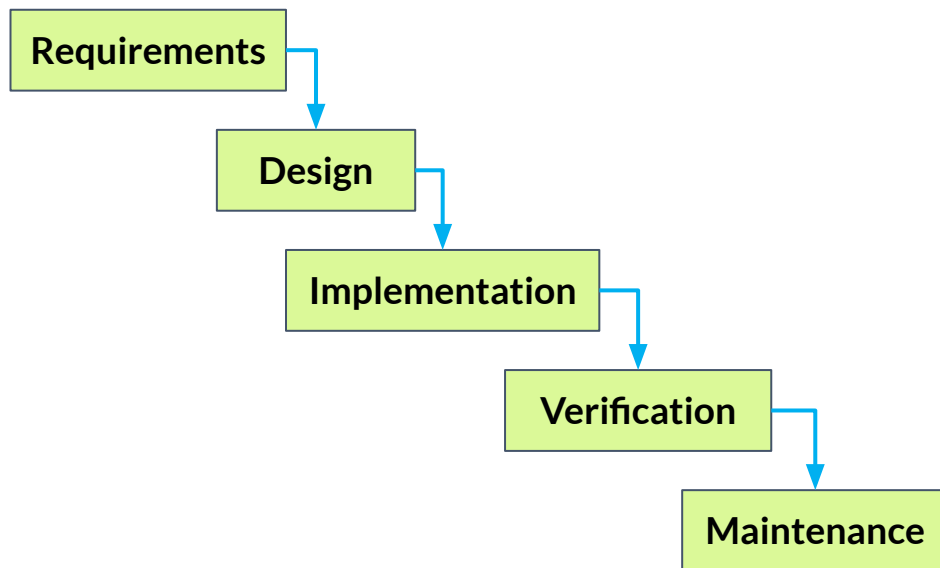 Requirements
Design
Implementation
Verification
Maintenance